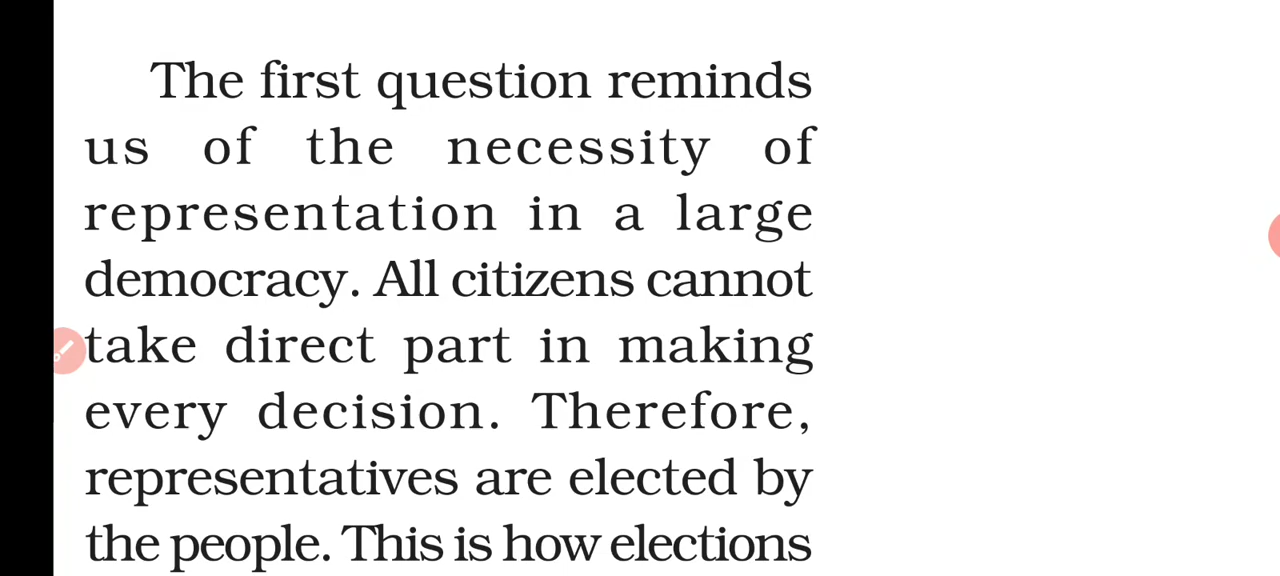 The first question reminds
us of the necessity of
representation in a large
democracy. All citizens cannot
take direct part in making
every decision. Therefore,
representatives are elected by
the people. This is how elections